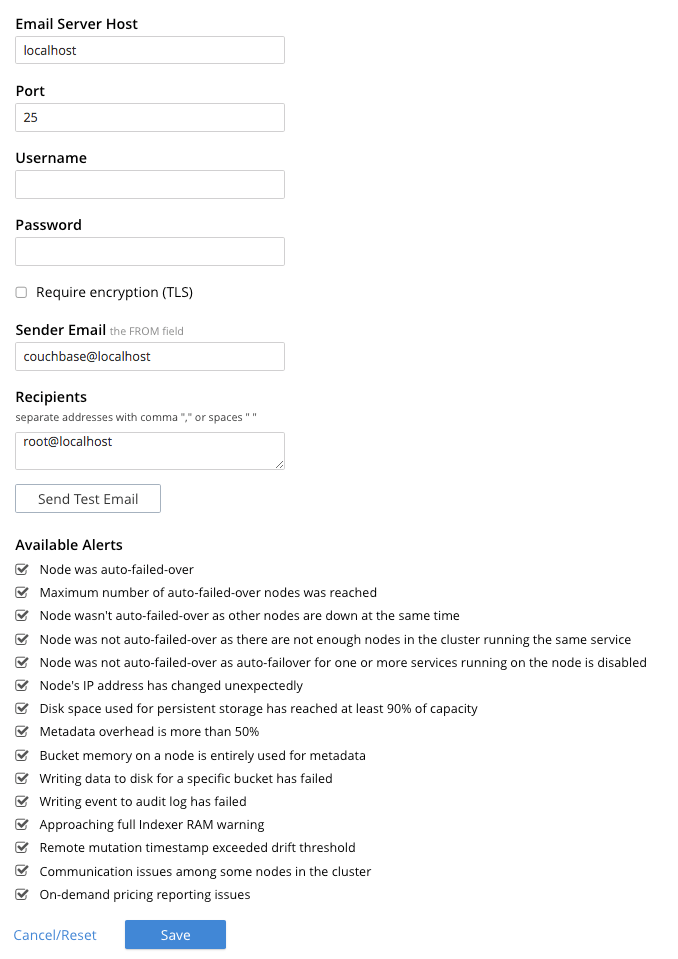 Email Server Host
localhost
Port
25
Username
Password
Require encryption (TLS)
Sender Email the FROM field
couchbase@localhost
Recipients
separate addresses with comma "," or spaces " "
root@localhost
Send Test Email
Available Alerts
Node was auto-failed-over
Maximum number of auto-failed-over nodes was reached
Node wasn't auto-failed-over as other nodes are down at the same time
Node was not auto-failed-over as there are not enough nodes in the cluster running the same service
Node was not auto-failed-over as auto-failover for one or more services running on the node is disabled
Node's IP address has changed unexpectedly
Disk space used for persistent storage has reached at least 90% of capacity
Metadata overhead is more than 50%
Bucket memory on a node is entirely used for metadata
Writing data to disk for a specific bucket has failed
Writing event to audit log has failed
Approaching full Indexer RAM warning
Remote mutation timestamp exceeded drift threshold
Communication issues among some nodes in the cluster
On-demand pricing reporting issues
Cancel/Reset Save